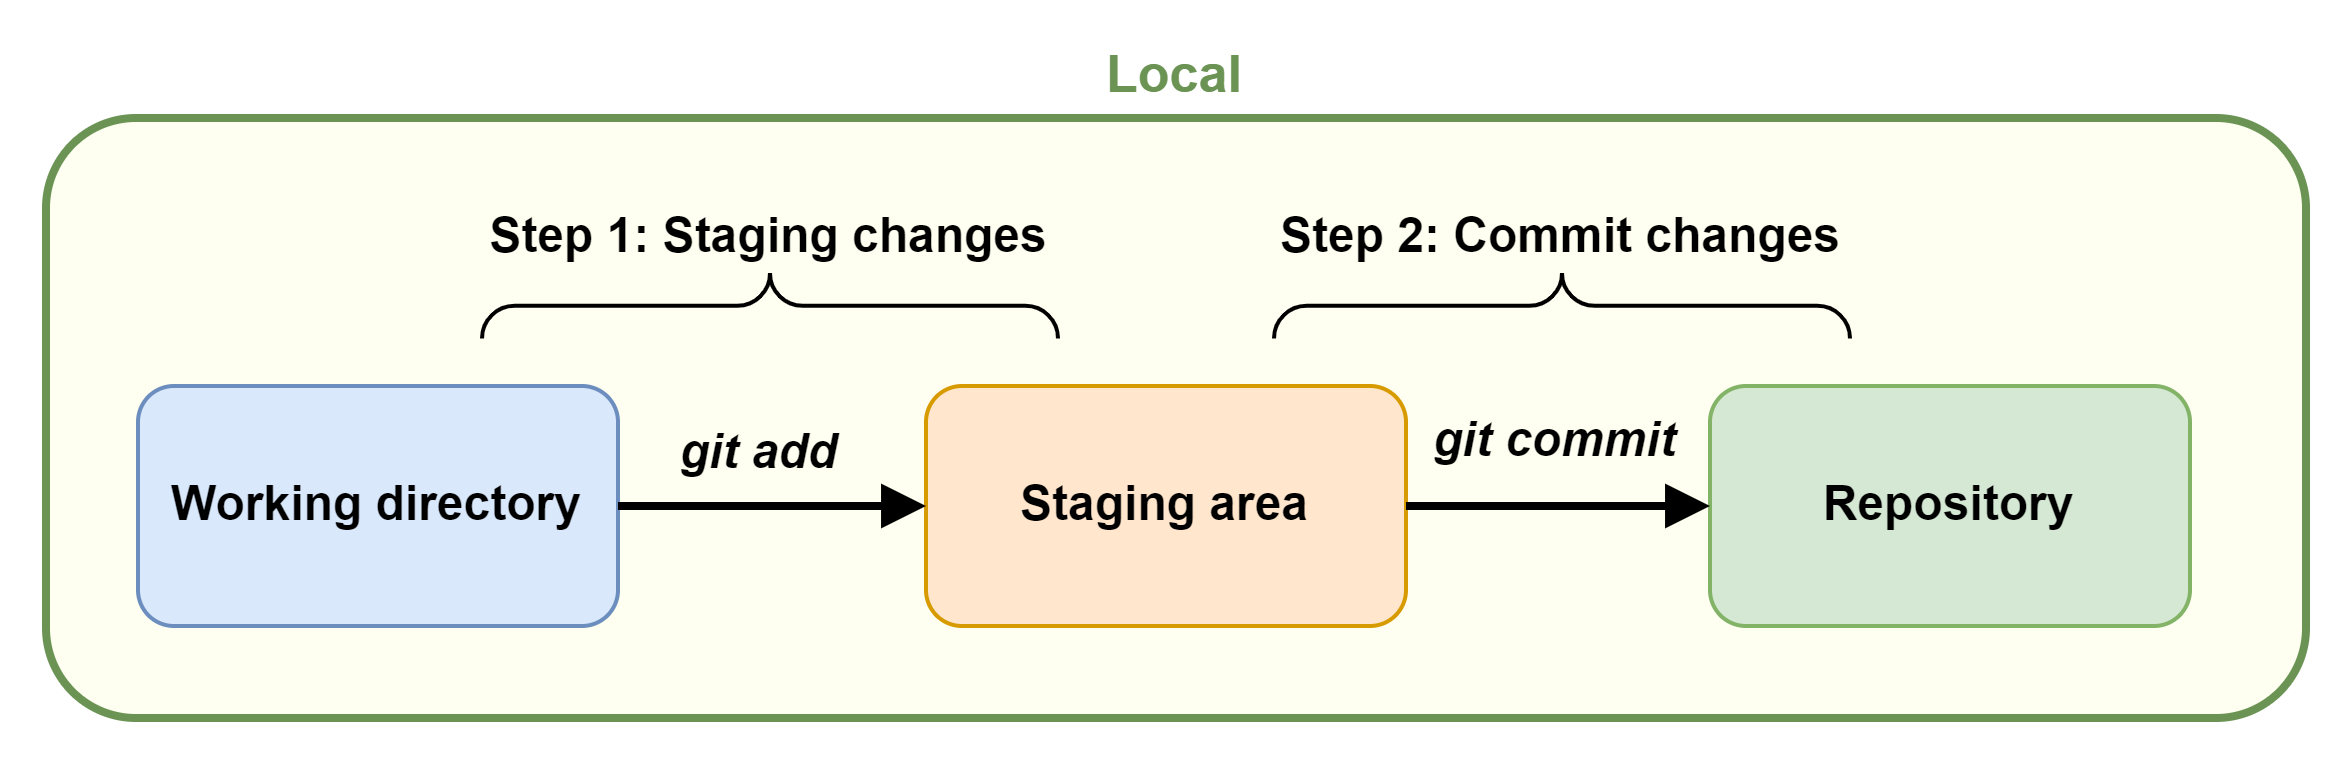 Local
Step 1: Staging changes
Step 2: Commit changes
git add
git commit
Working directory
Staging area
Repository